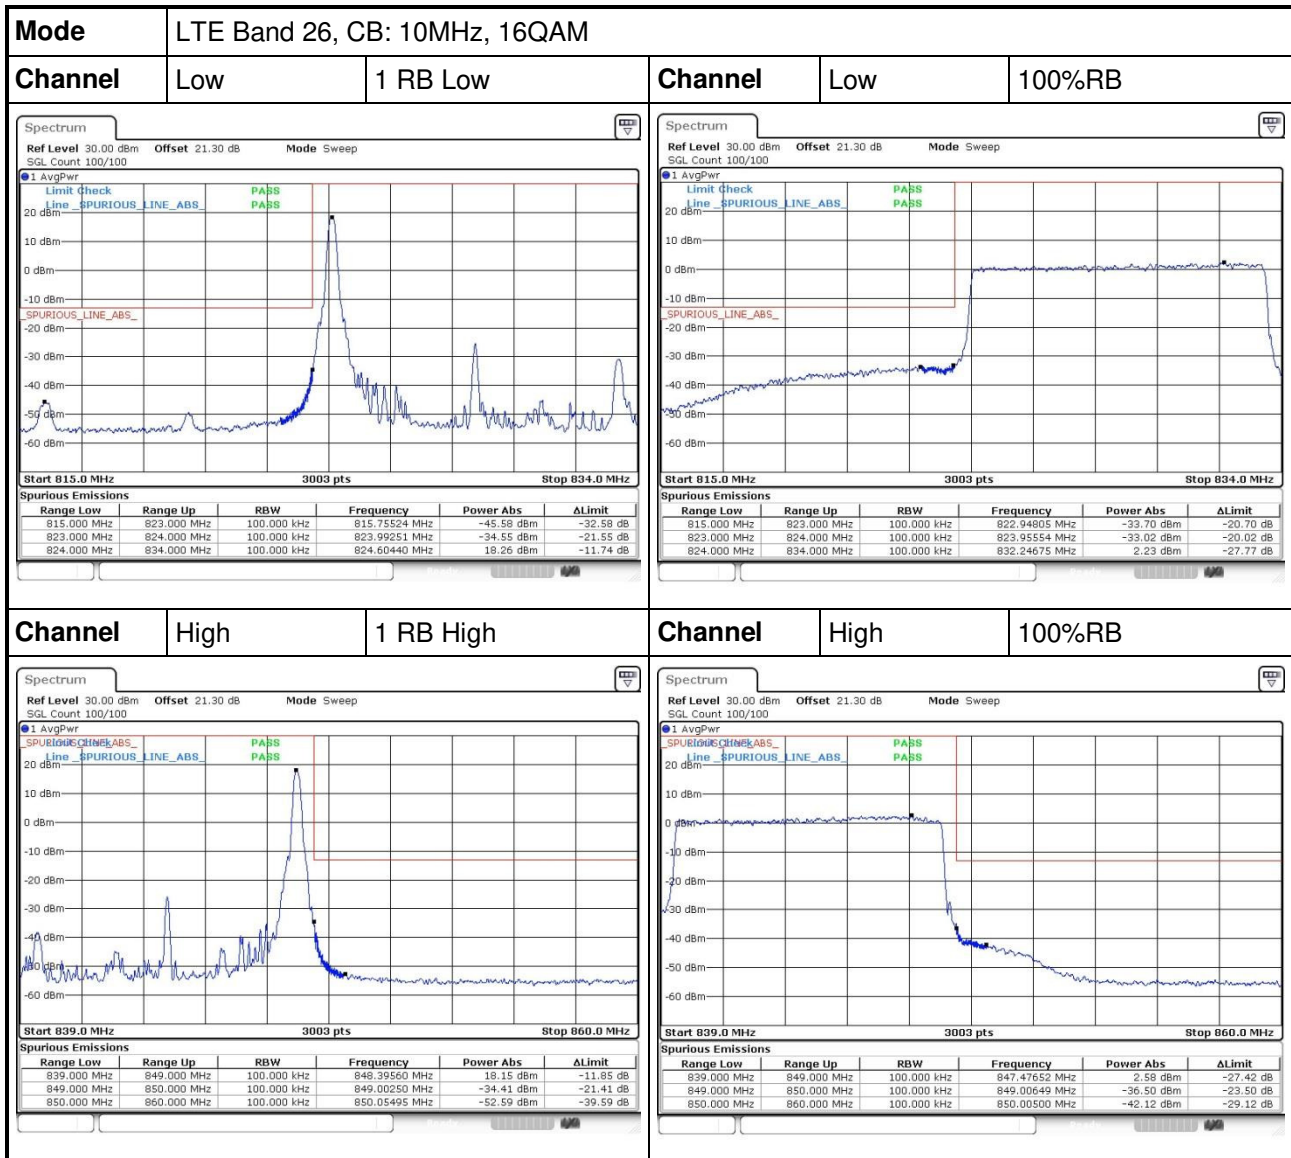 Mode LTE Band 26, CB: 10MHz, 16QAM
Channel Low 1 RB Low Channel Low 100%RB
Spectrum
Ref Level 30.00 dBm Offset 21.30 dB Mode Sweep
SGL Count 100/100
1 AvgPwr
Limit Check PASS
Line _SPURIOUS_LINE_ABS_ PASS
20 dBm
10 dBm
0 dBm
-10 dBm
_SPURIOUS_LINE_ABS_
-20 dBm
-30 dBm
-40 dBm
-50 dBm
-60 dBm
Start 815.0 MHz 3003 pts Stop 834.0 MHz
Spurious Emissions
Range Low Range Up RBW Frequency Power Abs ΔLimit
815.000 MHz 823.000 MHz 100.000 kHz 815.75524 MHz -45.58 dBm -32.58 dB
823.000 MHz 824.000 MHz 100.000 kHz 823.99251 MHz -34.55 dBm -21.55 dB
824.000 MHz 834.000 MHz 100.000 kHz 824.60440 MHz 18.26 dBm -11.74 dB
Spectrum
Ref Level 30.00 dBm Offset 21.30 dB Mode Sweep
SGL Count 100/100
1 AvgPwr
Limit Check PASS
Line _SPURIOUS_LINE_ABS_ PASS
20 dBm
10 dBm
0 dBm
-10 dBm
_SPURIOUS_LINE_ABS_
-20 dBm
-30 dBm
-40 dBm
-50 dBm
-60 dBm
Start 815.0 MHz 3003 pts Stop 834.0 MHz
Spurious Emissions
Range Low Range Up RBW Frequency Power Abs ΔLimit
815.000 MHz 823.000 MHz 100.000 kHz 822.94805 MHz -33.70 dBm -20.70 dB
823.000 MHz 824.000 MHz 100.000 kHz 823.95554 MHz -33.02 dBm -20.02 dB
824.000 MHz 834.000 MHz 100.000 kHz 832.24675 MHz 2.23 dBm -27.77 dB
Channel High 1 RB High Channel High 100%RB
Spectrum
Ref Level 30.00 dBm Offset 21.30 dB Mode Sweep
SGL Count 100/100
1 AvgPwr
_SPURIOUS_LINE_ABS_
Limit Check PASS
Line _SPURIOUS_LINE_ABS_ PASS
20 dBm
10 dBm
0 dBm
-10 dBm
-20 dBm
-30 dBm
-40 dBm
-50 dBm
-60 dBm
Start 839.0 MHz 3003 pts Stop 860.0 MHz
Spurious Emissions
Range Low Range Up RBW Frequency Power Abs ΔLimit
839.000 MHz 849.000 MHz 100.000 kHz 848.39560 MHz 18.15 dBm -11.85 dB
849.000 MHz 850.000 MHz 100.000 kHz 849.00250 MHz -34.41 dBm -21.41 dB
850.000 MHz 860.000 MHz 100.000 kHz 850.05495 MHz -52.59 dBm -39.59 dB
Spectrum
Ref Level 30.00 dBm Offset 21.30 dB Mode Sweep
SGL Count 100/100
1 AvgPwr
_SPURIOUS_LINE_ABS_
Limit Check PASS
Line _SPURIOUS_LINE_ABS_ PASS
20 dBm
10 dBm
0 dBm
-10 dBm
-20 dBm
-30 dBm
-40 dBm
-50 dBm
-60 dBm
Start 839.0 MHz 3003 pts Stop 860.0 MHz
Spurious Emissions
Range Low Range Up RBW Frequency Power Abs ΔLimit
839.000 MHz 849.000 MHz 100.000 kHz 847.47652 MHz 2.58 dBm -27.42 dB
849.000 MHz 850.000 MHz 100.000 kHz 849.00649 MHz -36.50 dBm -23.50 dB
850.000 MHz 860.000 MHz 100.000 kHz 850.00500 MHz -42.12 dBm -29.12 dB